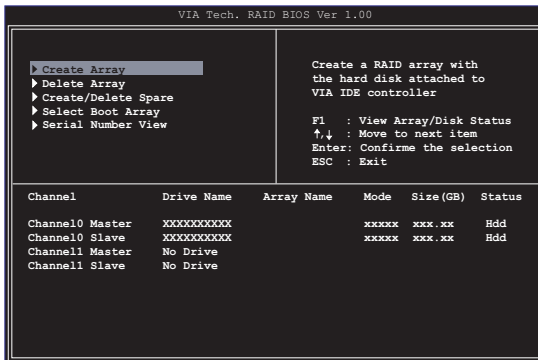 VIA Tech. RAID BIOS Ver 1.00
Create Array
Delete Array
Create/Delete Spare
Select Boot Array
Serial Number View
Create a RAID array with
the hard disk attached to
VIA IDE controller
F1 : View Array/Disk Status
↑,↓ : Move to next item
Enter: Confirme the selection
ESC : Exit
Channel Drive Name Array Name Mode Size(GB) Status
Channel0 Master XXXXXXXXXX xxxxx xxx.xx Hdd
Channel0 Slave XXXXXXXXXX xxxxx xxx.xx Hdd
Channel1 Master No Drive
Channel1 Slave No Drive